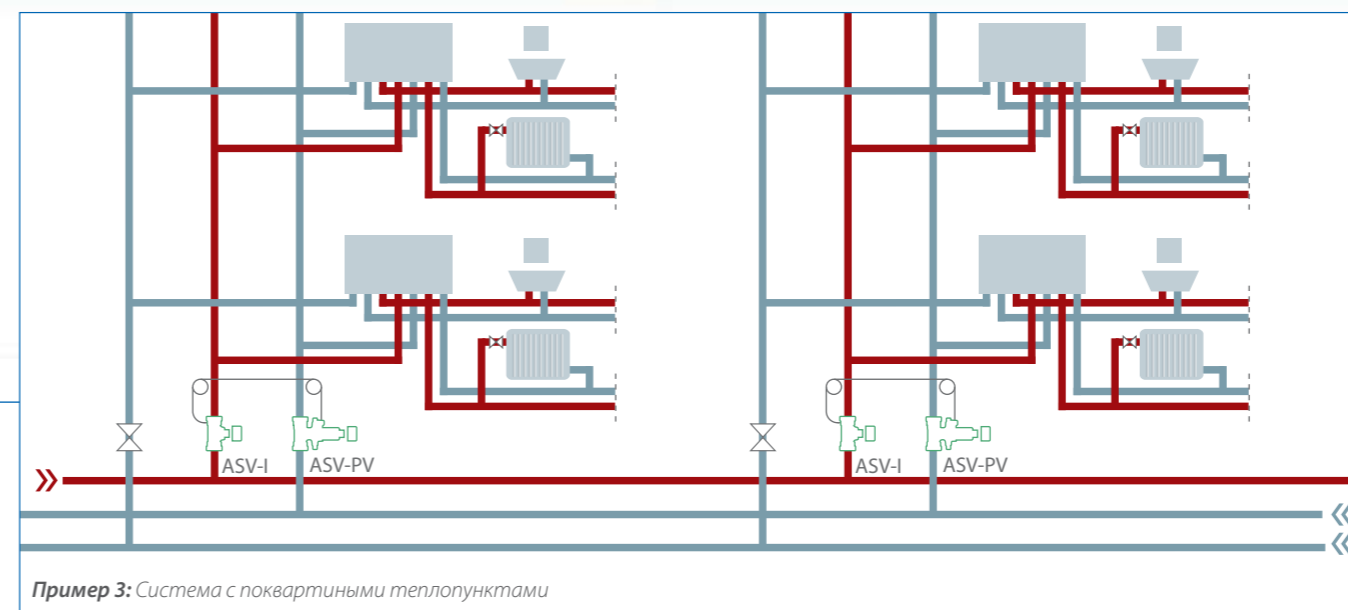 ASV-I
ASV-PV
ASV-I
ASV-PV
Пример 3: Система с поквартиными теплопунктами